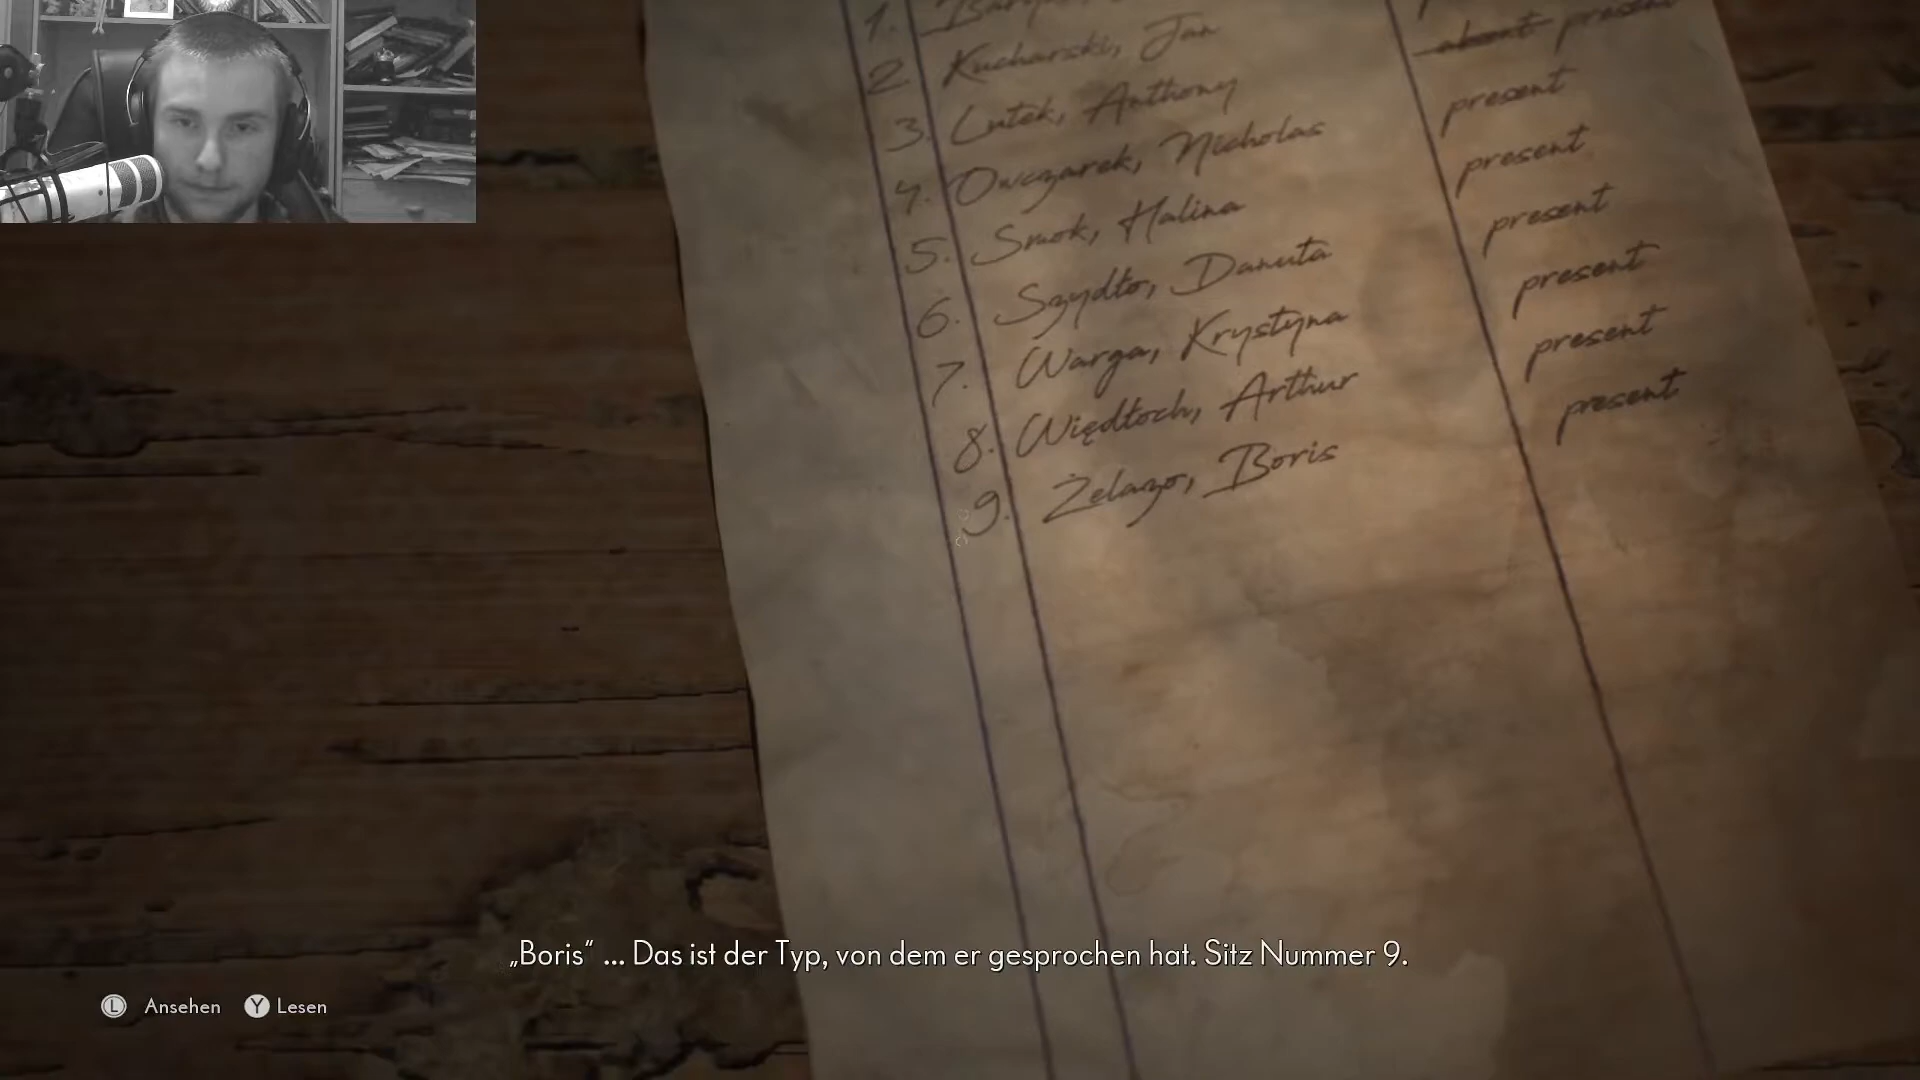 1.
2. Kucharski, Jan absent present
3. Lutek, Anthony present
4. Owczarek, Nicholas present
5. Smok, Halina present
6. Szydło, Danuta present
7. Warga, Krystyna present
8. Więdłoch, Arthur present
9. Żelazo, Boris
„Boris“ ... Das ist der Typ, von dem er gesprochen hat. Sitz Nummer 9.
L Ansehen Y Lesen